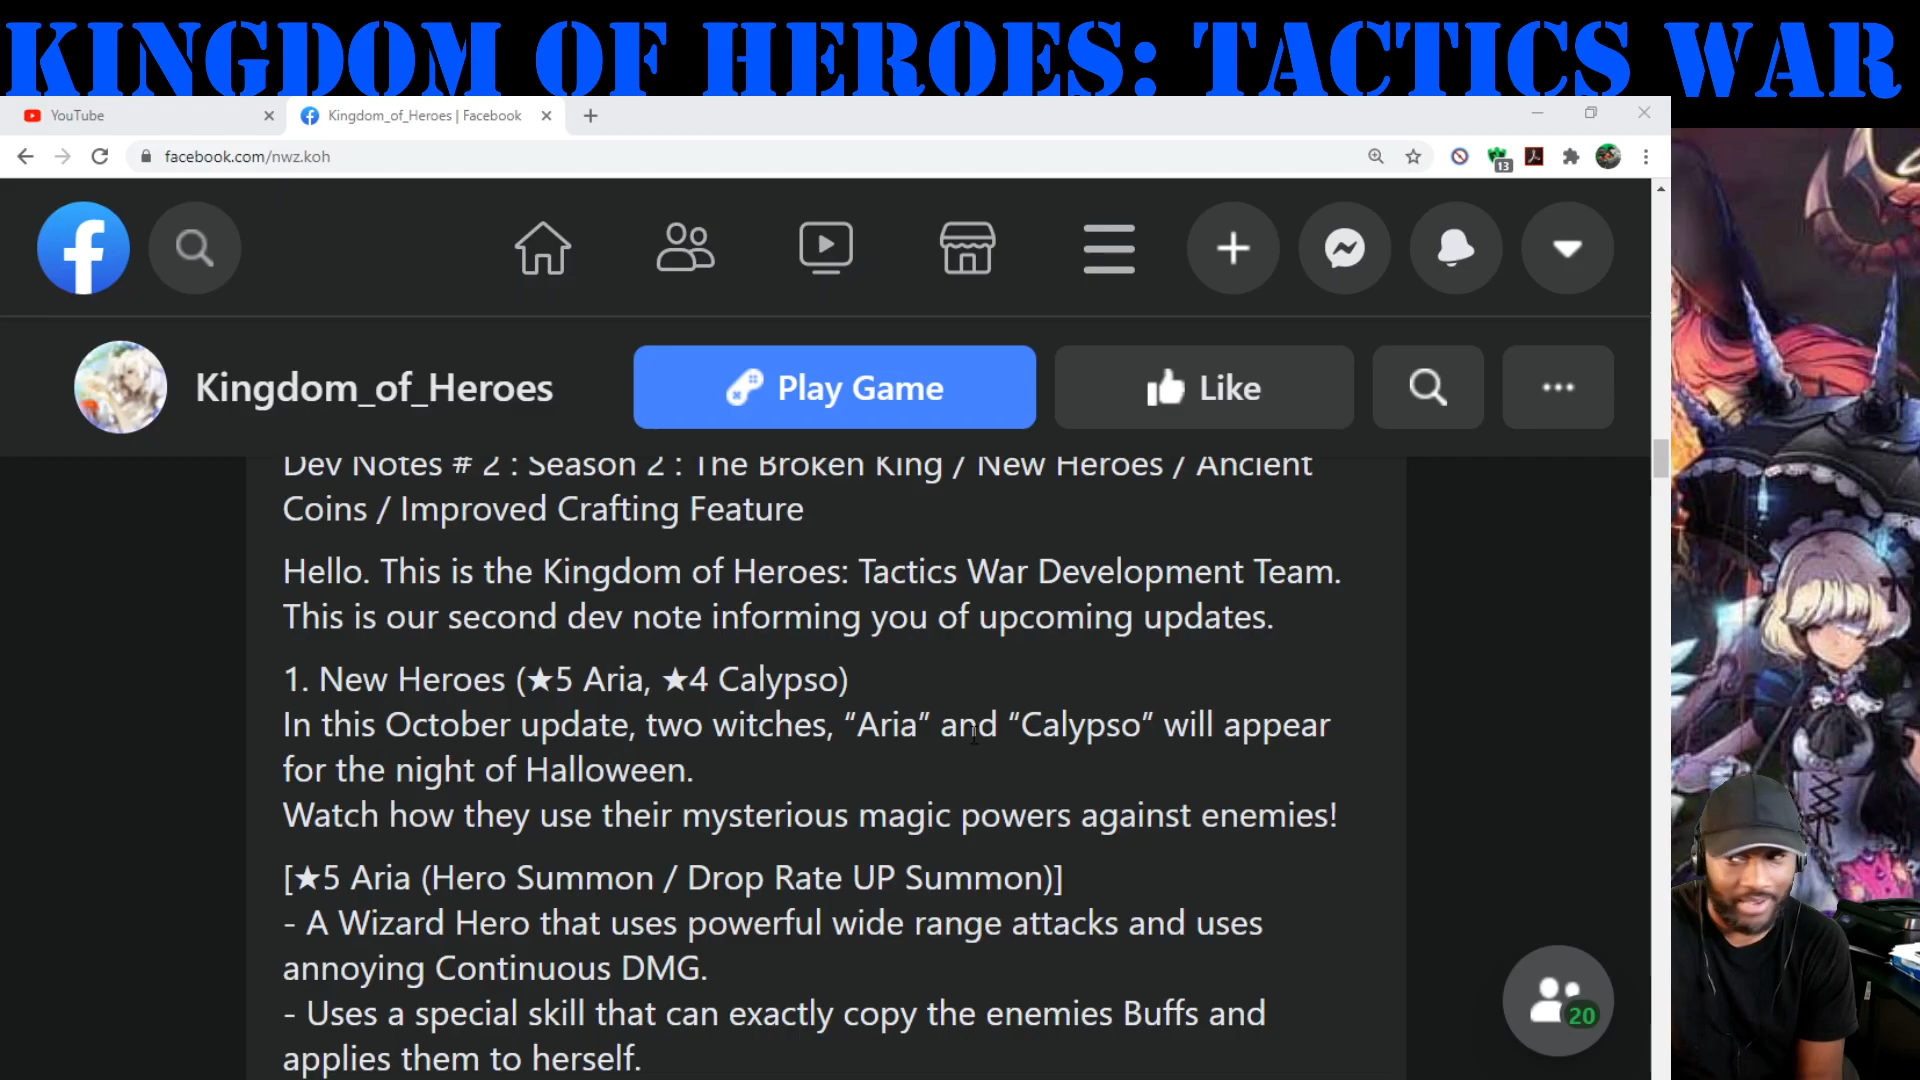 KINGDOM OF HEROES: TACTICS WAR
YouTube
Kingdom_of_Heroes | Facebook
facebook.com/nwz.koh
13
Kingdom_of_Heroes
Play Game
Like
Dev Notes # 2 : Season 2 : The Broken King / New Heroes / Ancient
Coins / Improved Crafting Feature
Hello. This is the Kingdom of Heroes: Tactics War Development Team.
This is our second dev note informing you of upcoming updates.
1. New Heroes (★5 Aria, ★4 Calypso)
In this October update, two witches, “Aria” and “Calypso” will appear
for the night of Halloween.
Watch how they use their mysterious magic powers against enemies!
[★5 Aria (Hero Summon / Drop Rate UP Summon)]
- A Wizard Hero that uses powerful wide range attacks and uses
annoying Continuous DMG.
- Uses a special skill that can exactly copy the enemies Buffs and
applies them to herself.
20